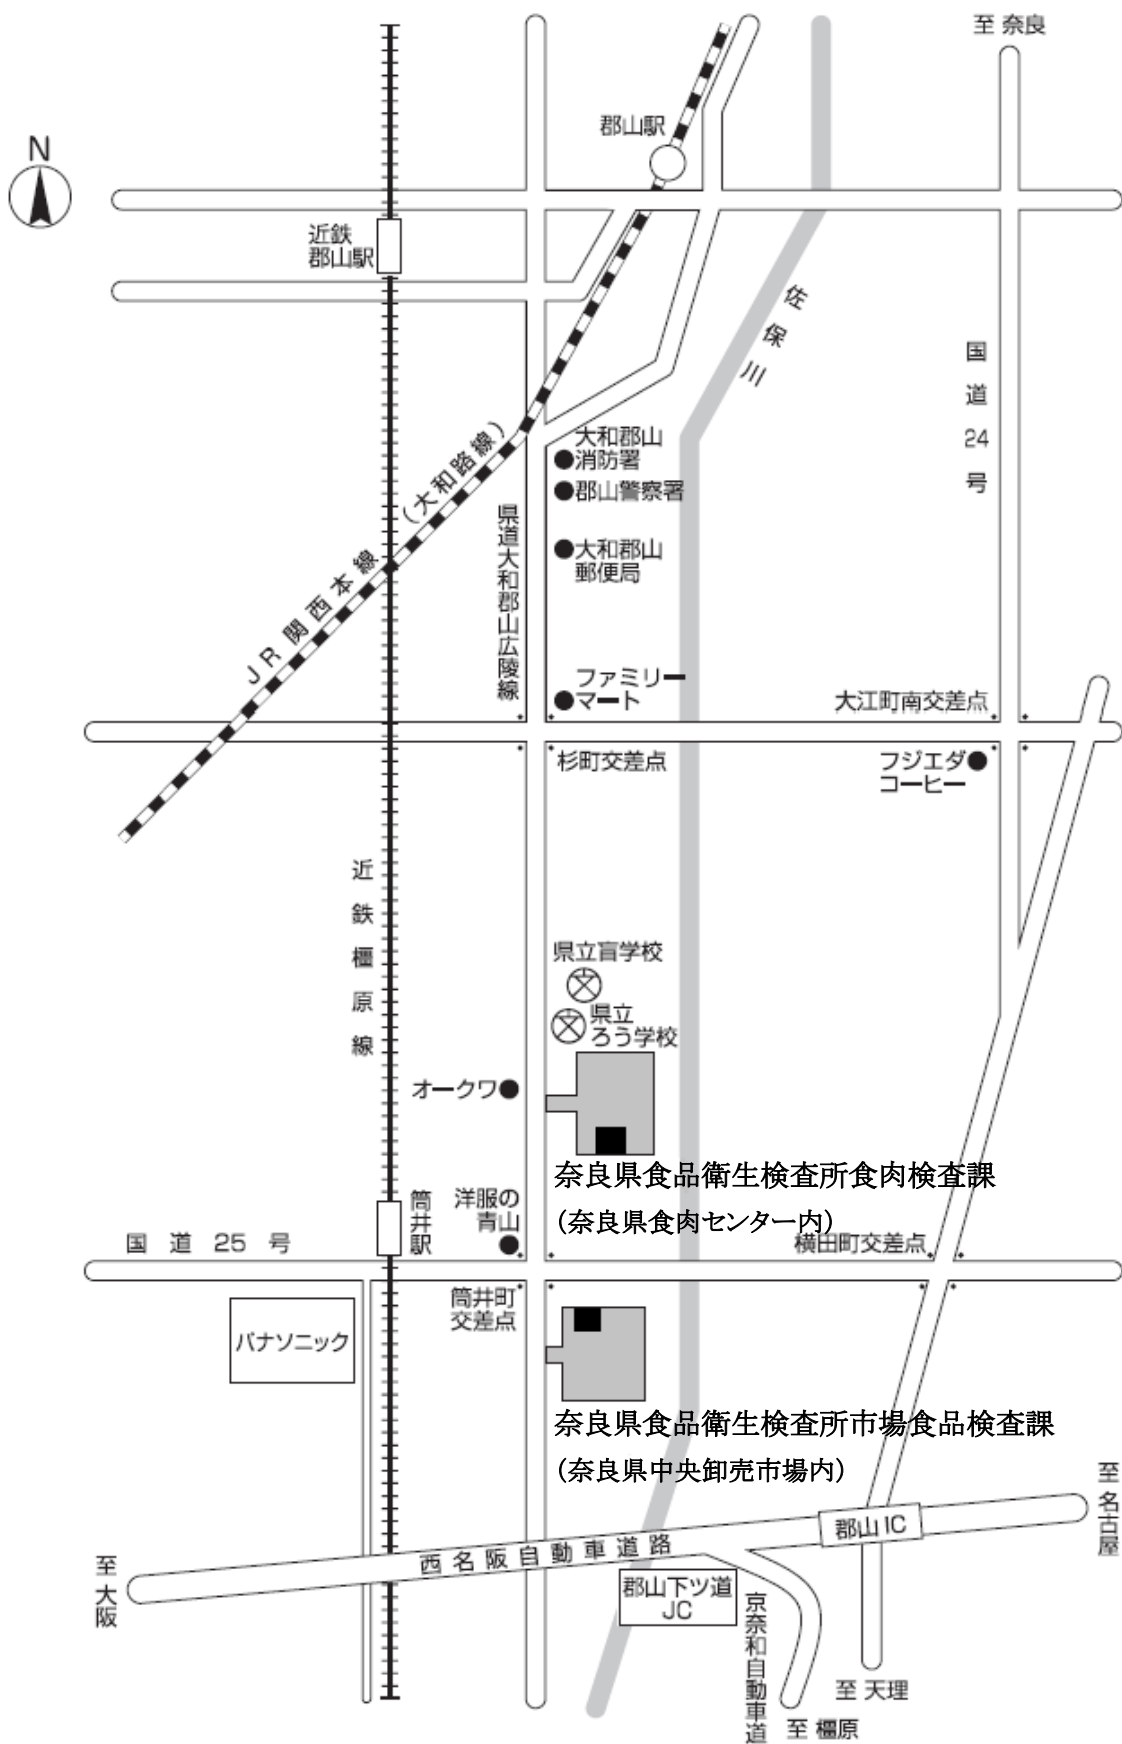 至 奈良
郡山駅
N
近鉄
郡山駅
佐保川
国道24号
大和郡山
消防署
郡山警察署
大和郡山
郵便局
JR関西本線(大和路線)
県道大和郡山広陵線
ファミリー
マート
大江町南交差点
杉町交差点
フジエダ
コーヒー
近鉄橿原線
県立盲学校
県立
ろう学校
オークワ
奈良県食品衛生検査所食肉検査課
(奈良県食肉センター内)
筒井駅
洋服の
青山
国道25号
横田町交差点
筒井町
交差点
パナソニック
奈良県食品衛生検査所市場食品検査課
(奈良県中央卸売市場内)
至名古屋
郡山IC
西名阪自動車道路
至大阪
郡山下ツ道
JC
京奈和自動車道
至 天理
至 橿原